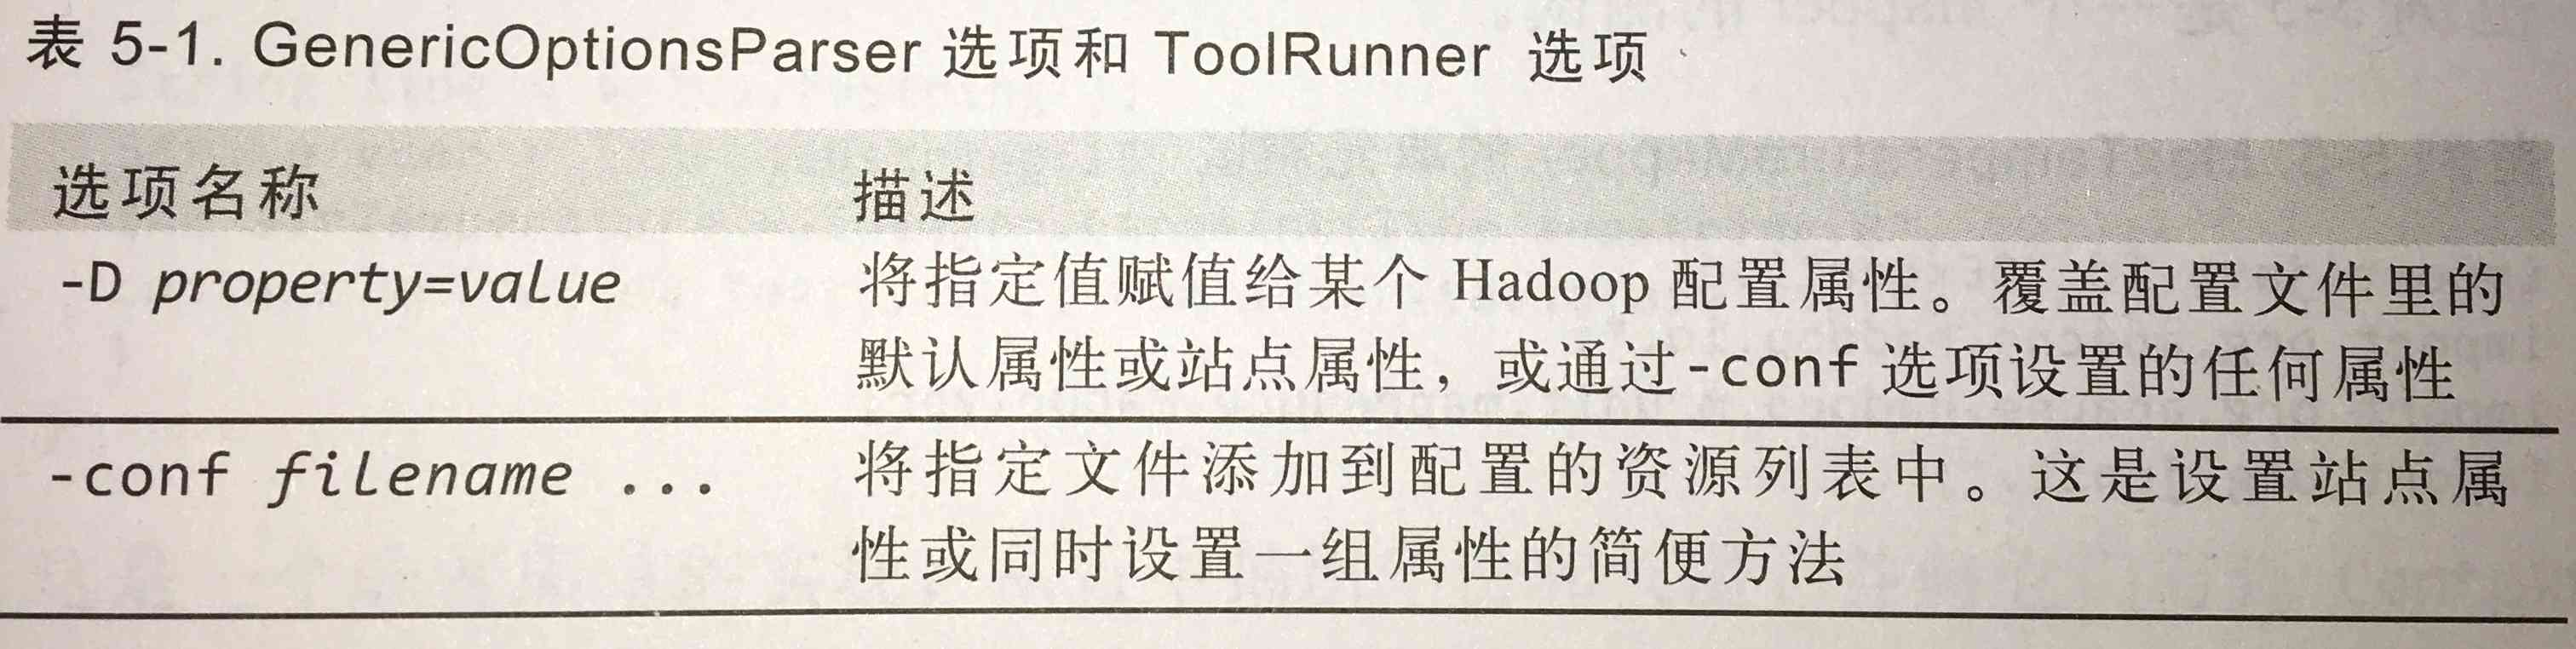 表 5-1. GenericOptionsParser 选项和 ToolRunner 选项
选项名称 描述
-D property=value 将指定值赋值给某个 Hadoop 配置属性。覆盖配置文件里的
默认属性或站点属性，或通过-conf 选项设置的任何属性
-conf filename ... 将指定文件添加到配置的资源列表中。这是设置站点属
性或同时设置一组属性的简便方法